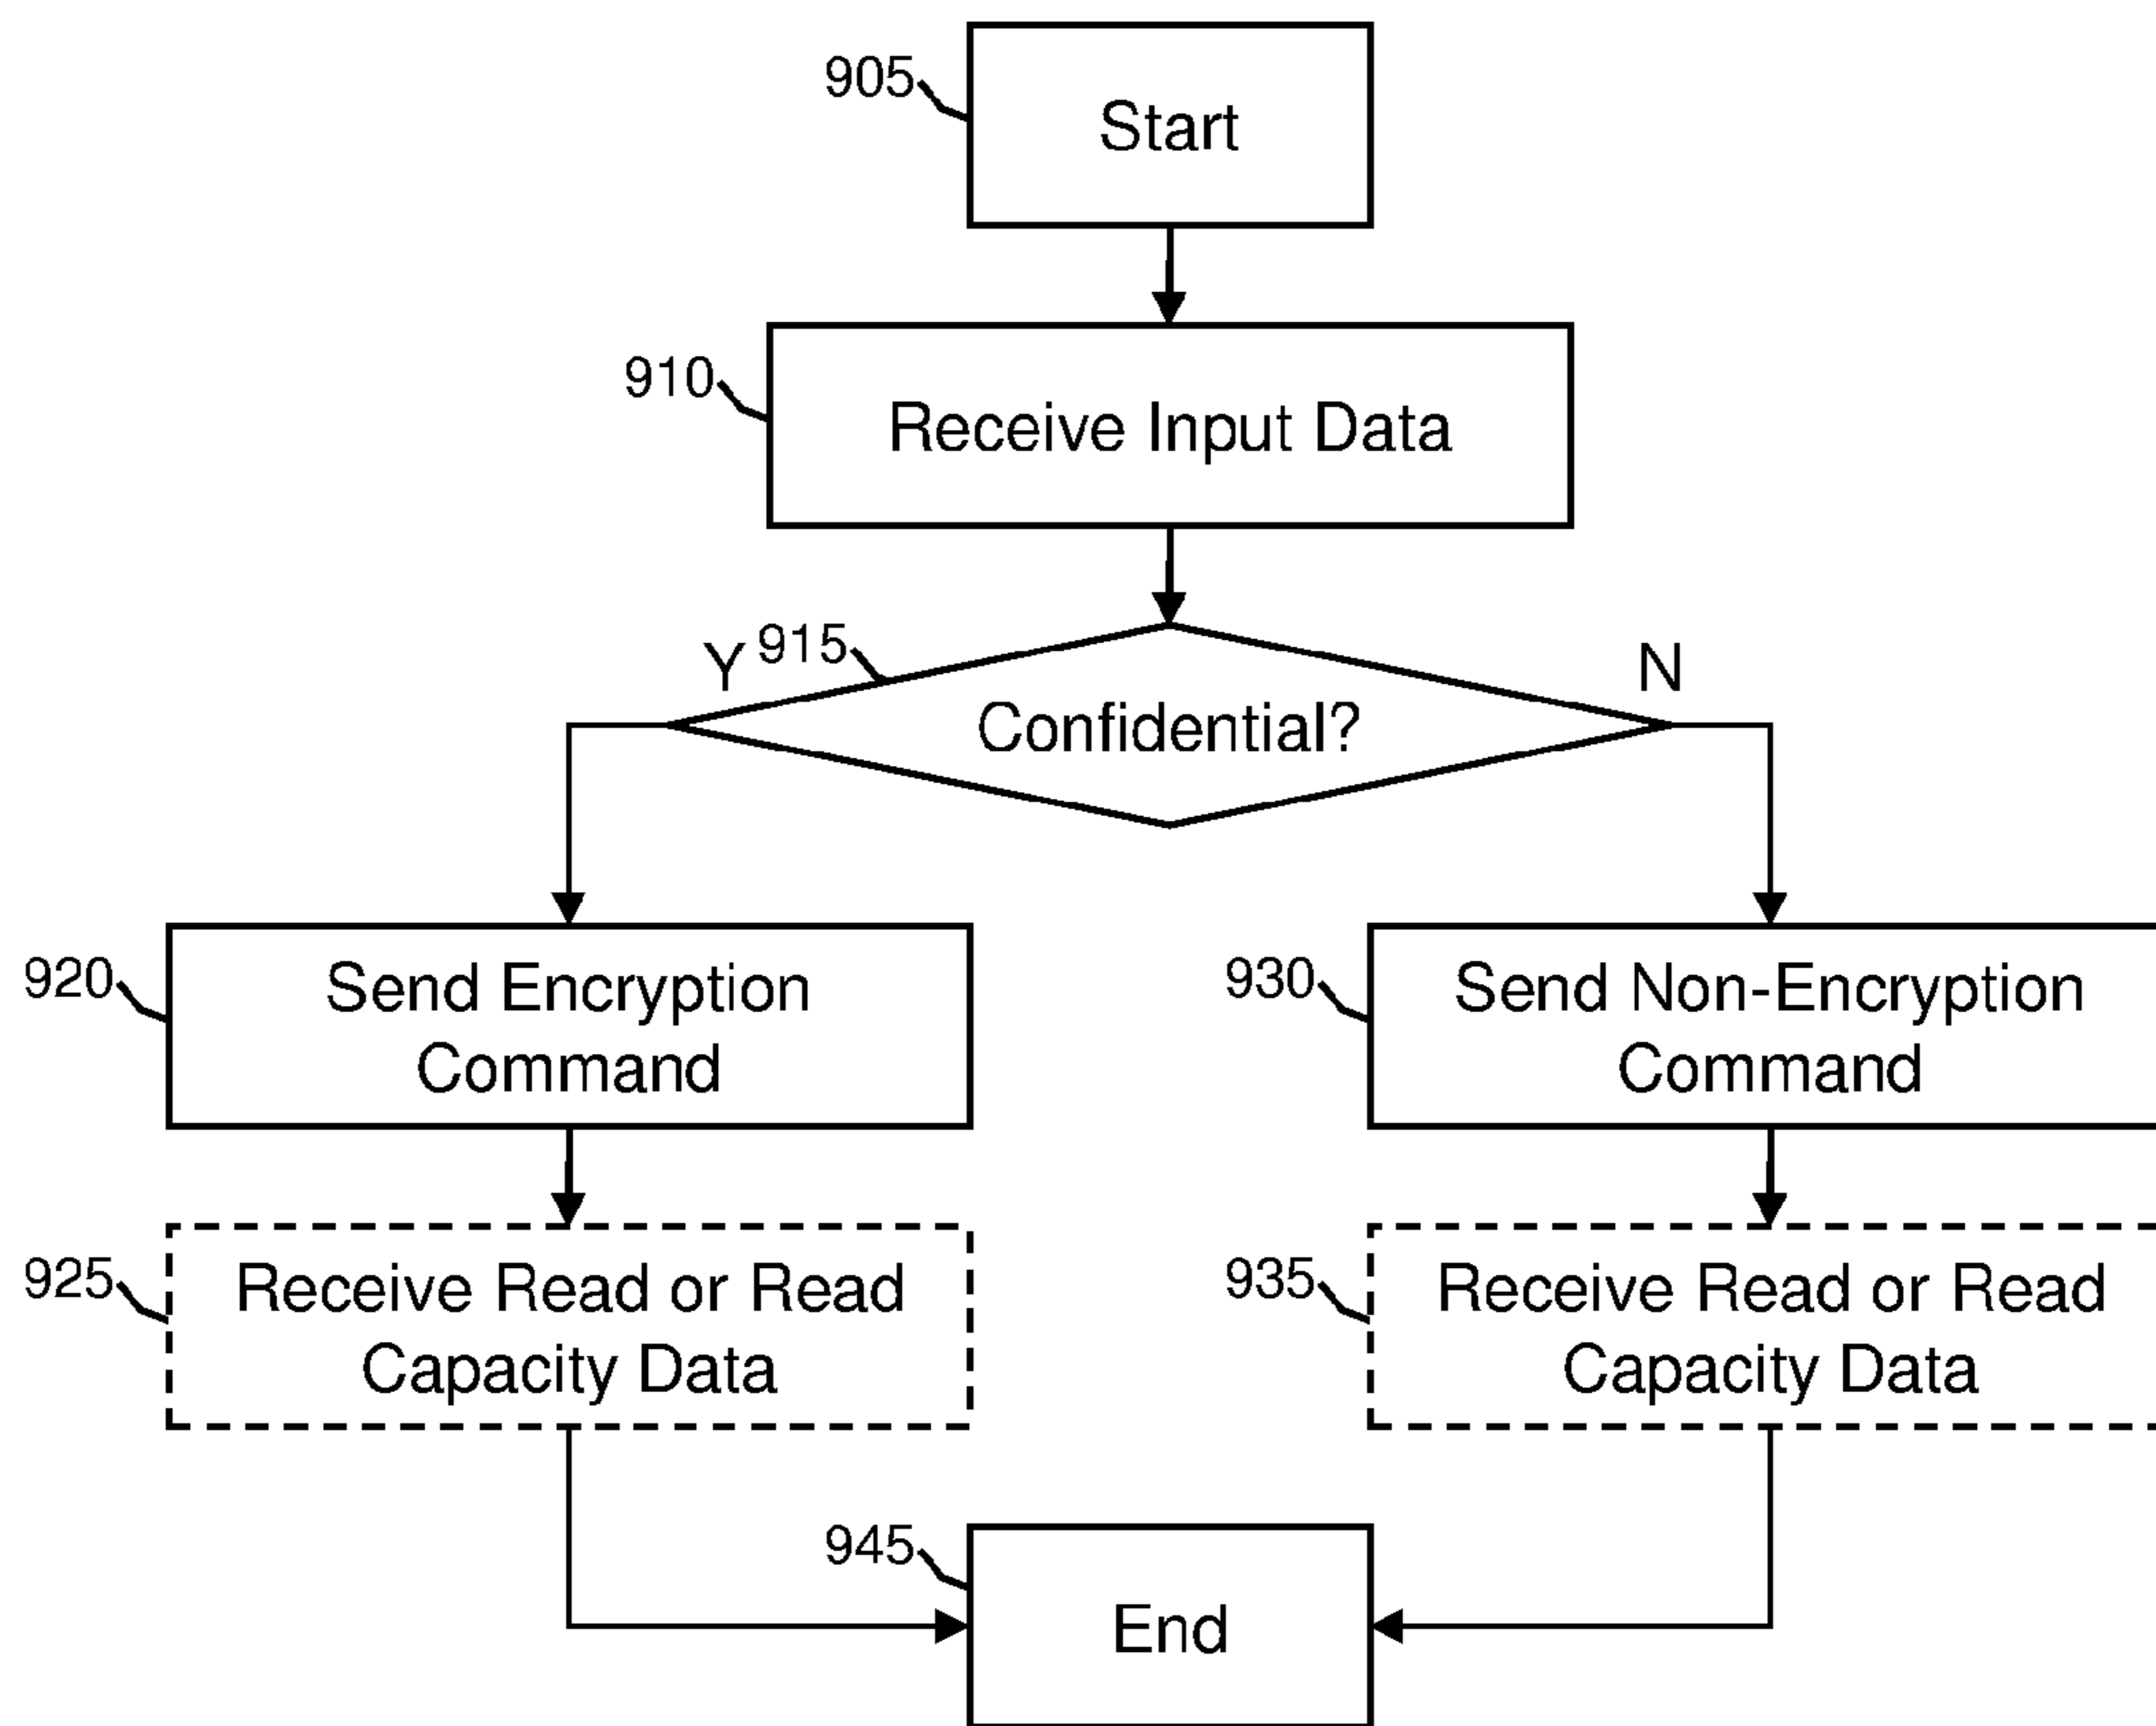 905
Start
910
Receive Input Data
Y
915
N
Confidential?
920
Send Encryption
Command
930
Send Non-Encryption
Command
925
Receive Read or Read
Capacity Data
935
Receive Read or Read
Capacity Data
945
End